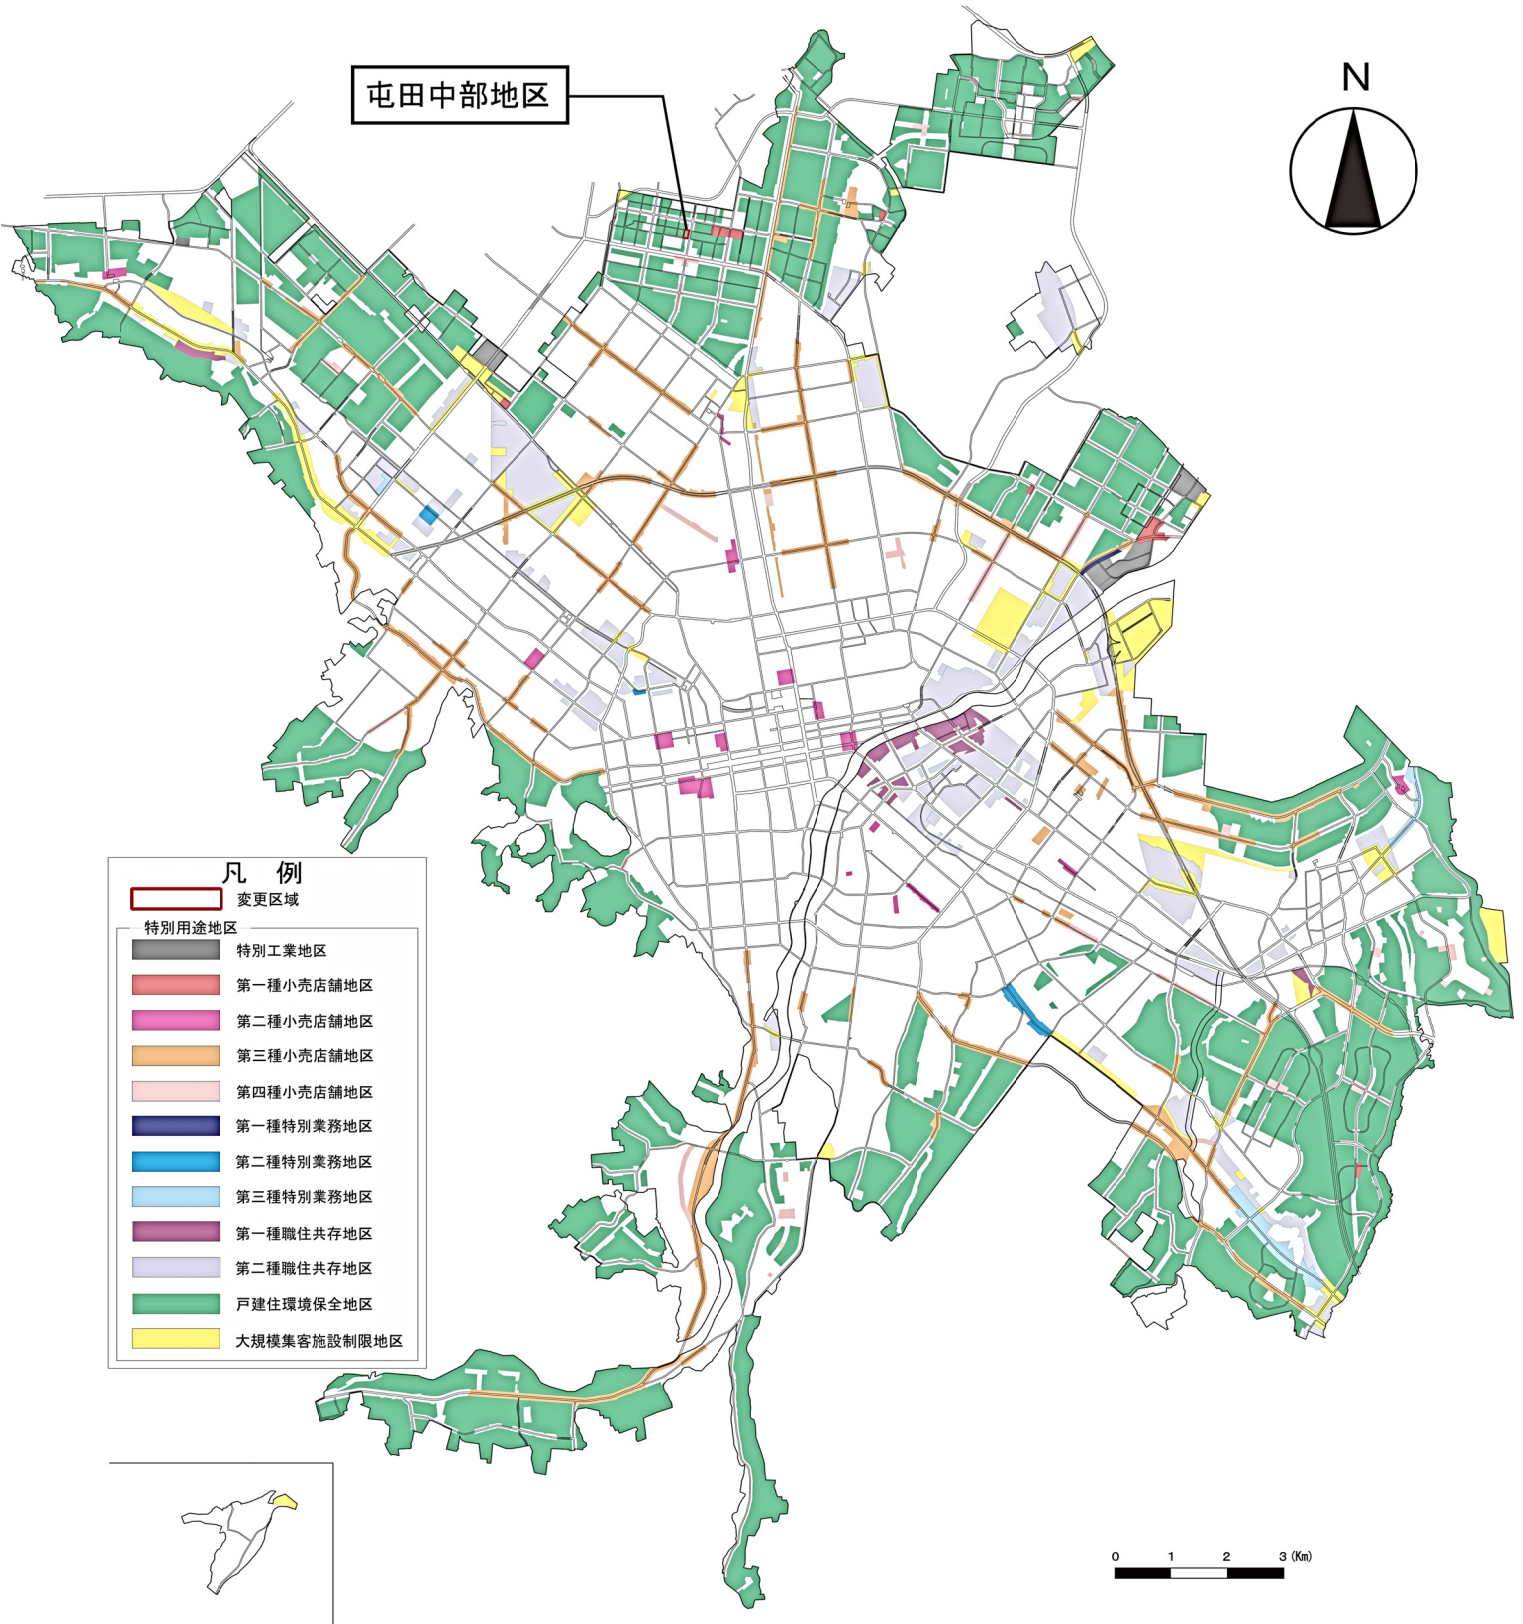 屯田中部地区
N
凡 例
変更区域
特別用途地区
特別工業地区
第一種小売店舗地区
第二種小売店舗地区
第三種小売店舗地区
第四種小売店舗地区
第一種特別業務地区
第二種特別業務地区
第三種特別業務地区
第一種職住共存地区
第二種職住共存地区
戸建住環境保全地区
大規模集客施設制限地区
0 1 2 3 (Km)